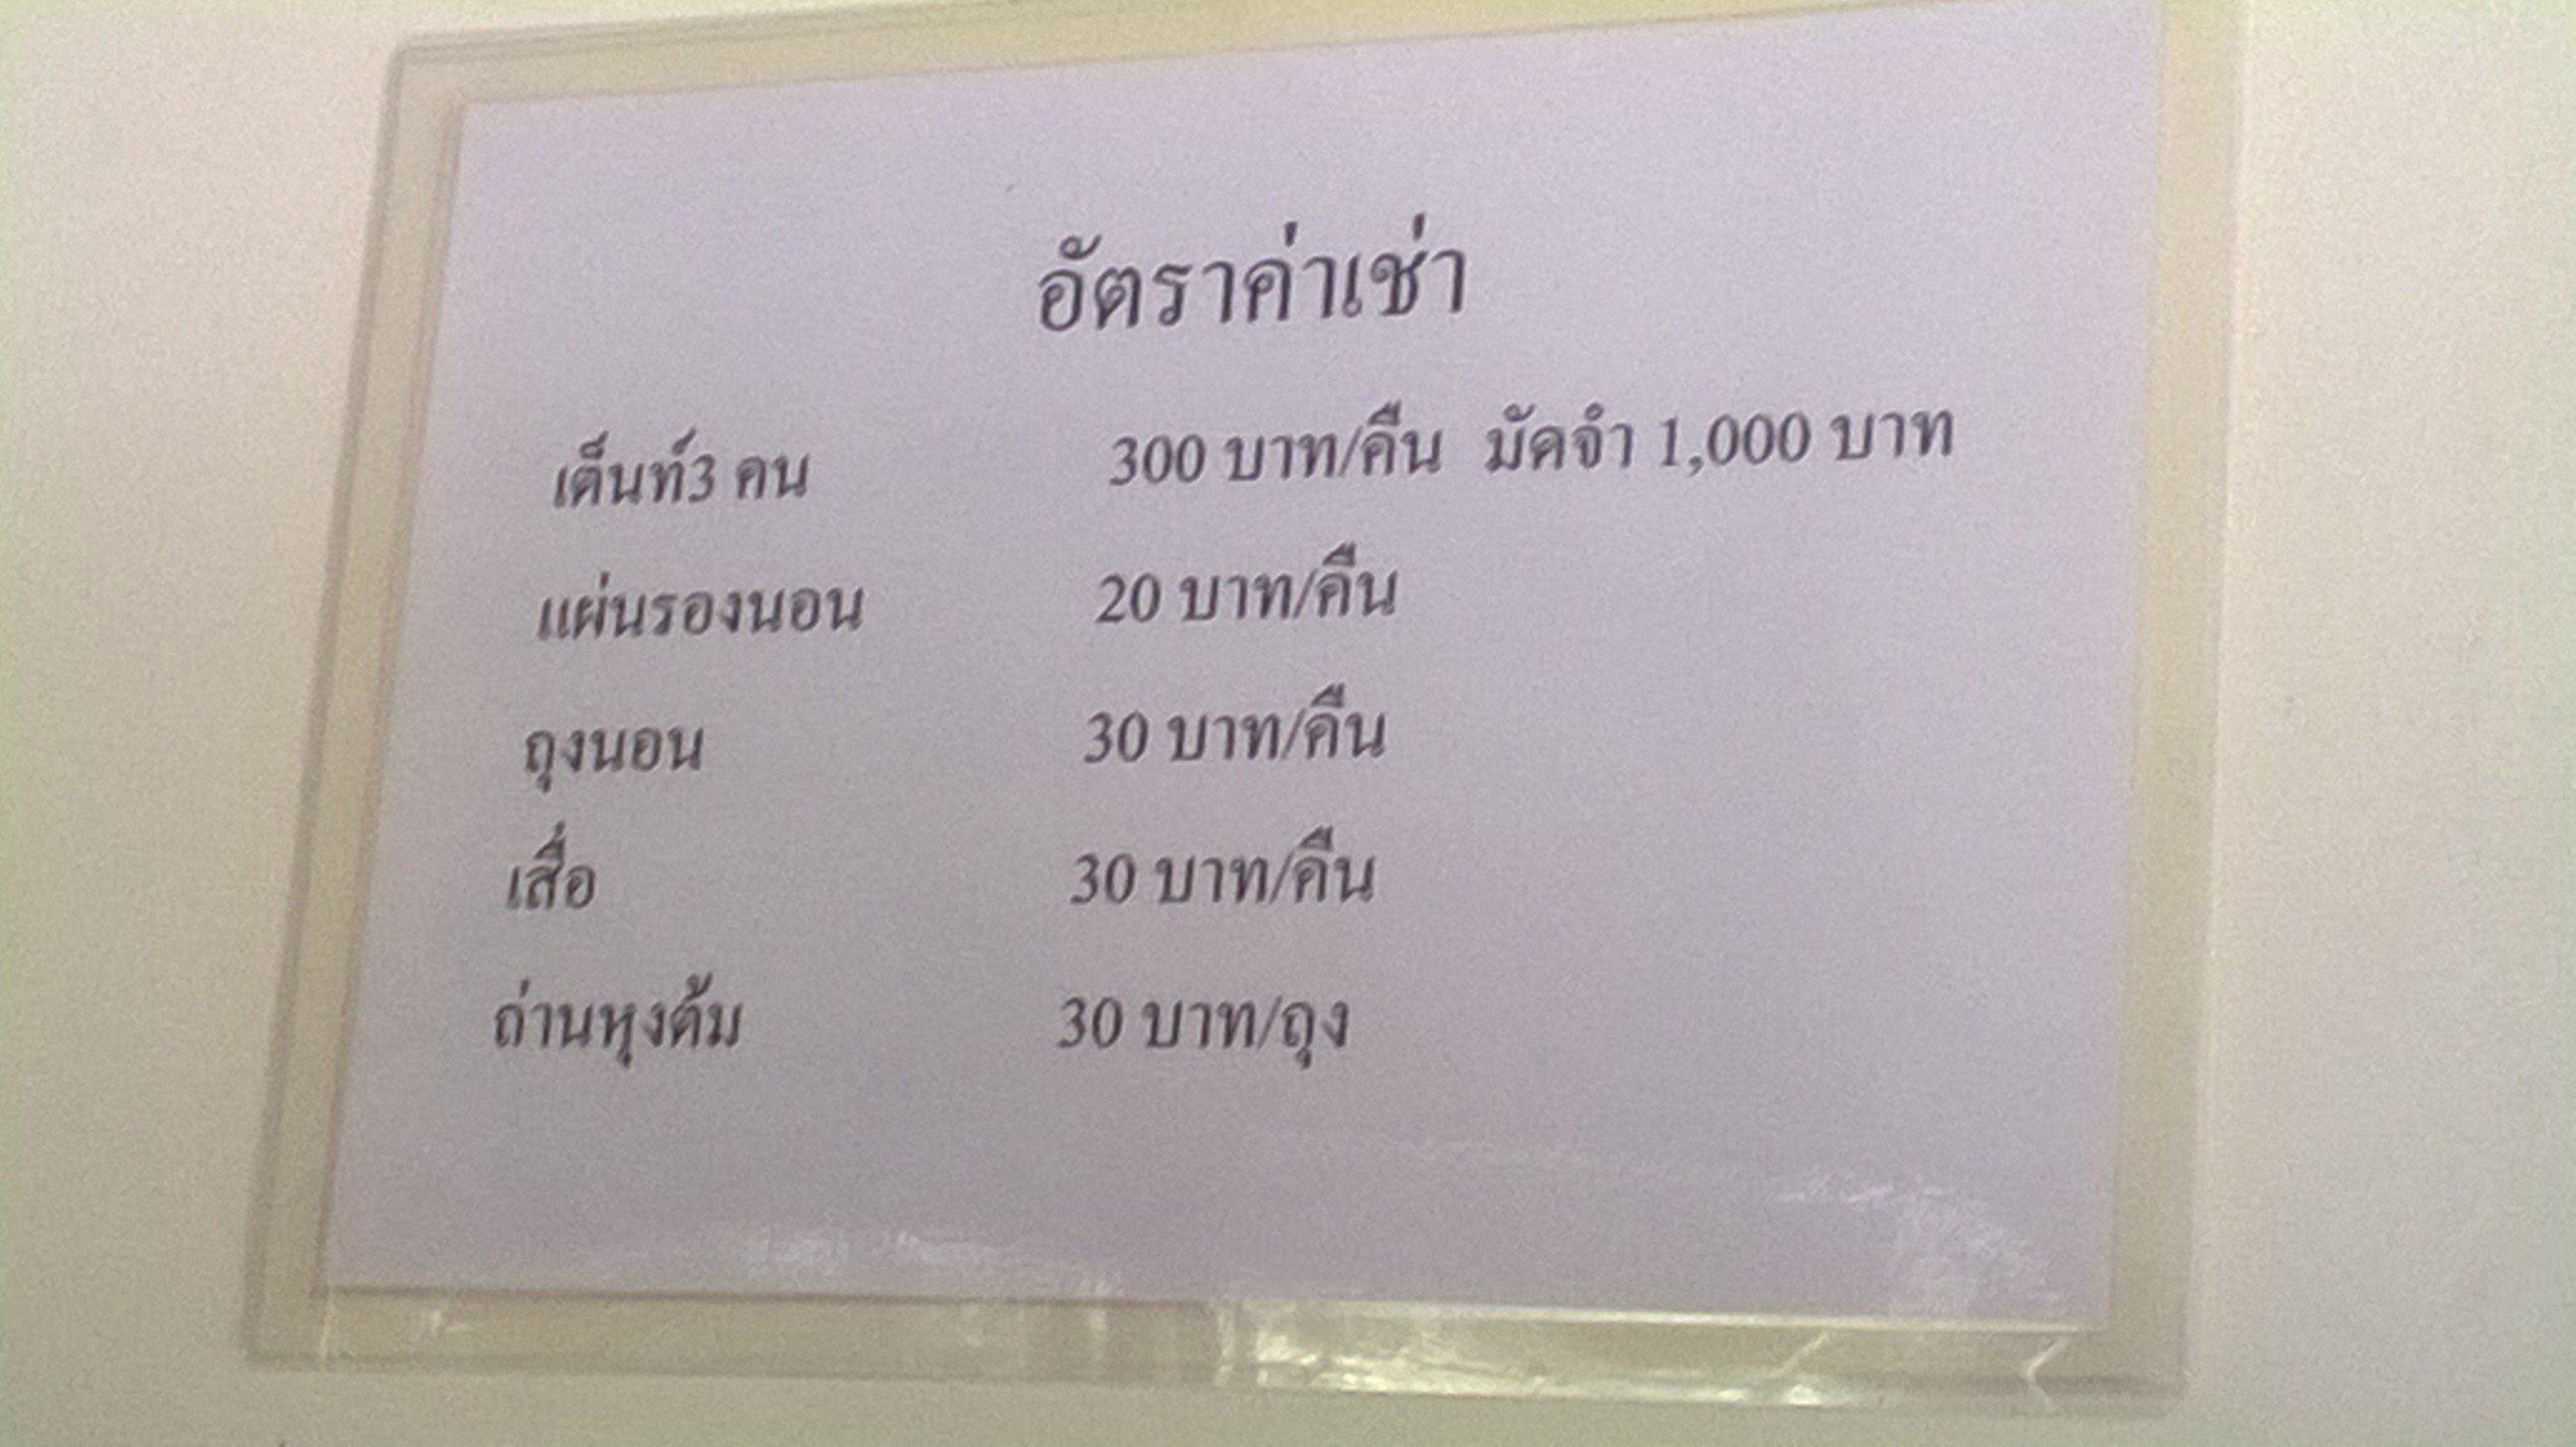 อัตราค่าเช่า
เต็นท์3 คน 300 บาท/คืน มัดจำ 1,000 บาท
แผ่นรองนอน 20 บาท/คืน
ถุงนอน 30 บาท/คืน
เสื่อ 30 บาท/คืน
ถ่านหุงต้ม 30 บาท/ถุง